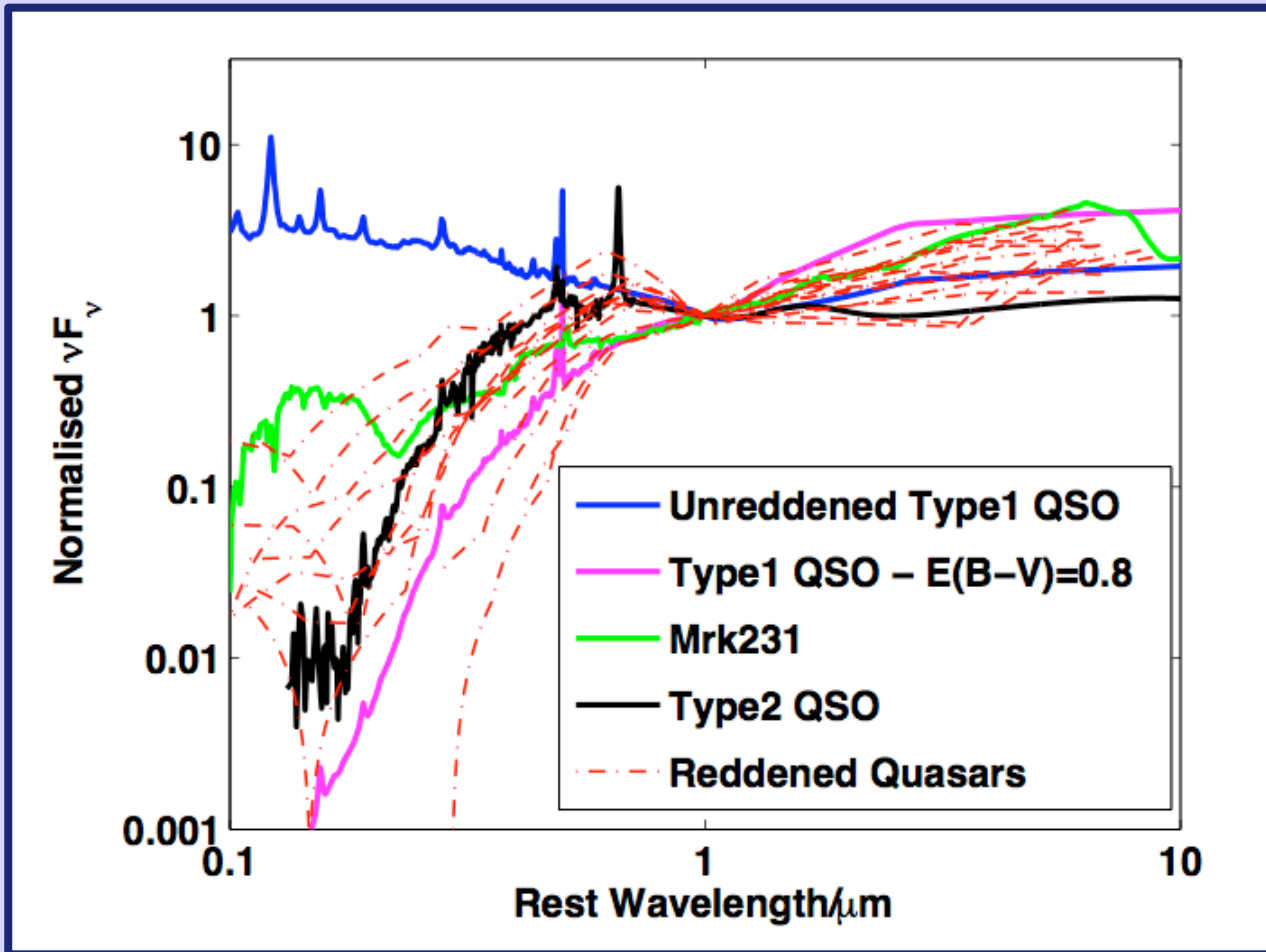 10
1
0.1
0.01
0.001
Normalised νFν
0.1
1
10
Rest Wavelength/μm
Unreddened Type1 QSO
Type1 QSO – E(B–V)=0.8
Mrk231
Type2 QSO
Reddened Quasars